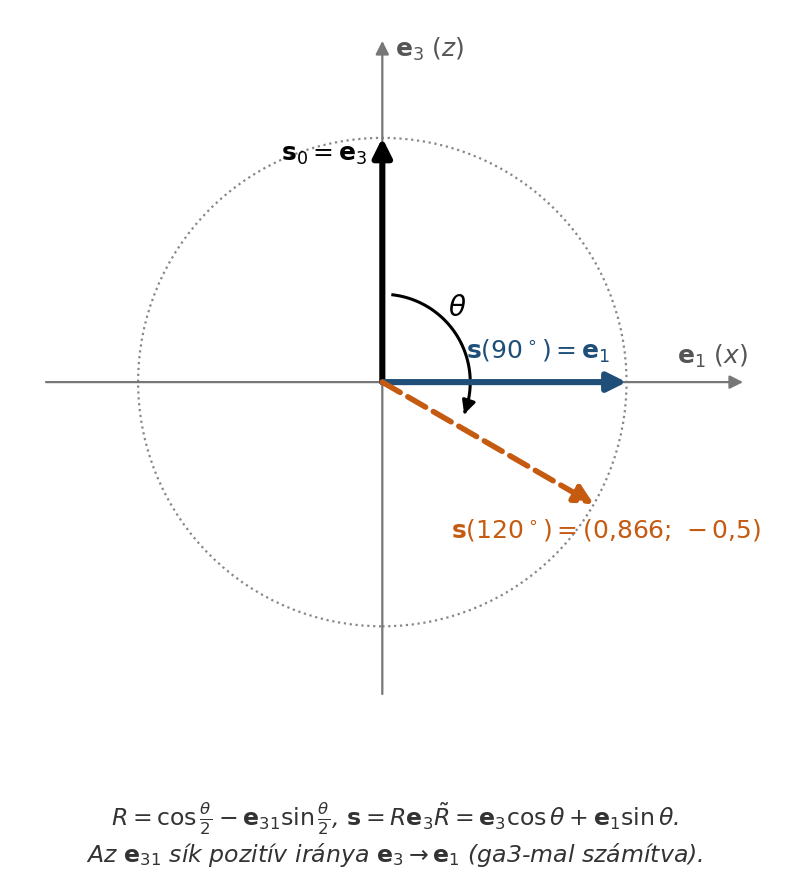 e₃ (z)
s₀ = e₃
θ
s(90°) = e₁
e₁ (x)
s(120°) = (0,866; −0,5)
R = cos θ/2 − e₃₁ sin θ/2, s = Re₃R̃ = e₃ cos θ + e₁ sin θ.
Az e₃₁ sík pozitív iránya e₃ → e₁ (ga3-mal számítva).